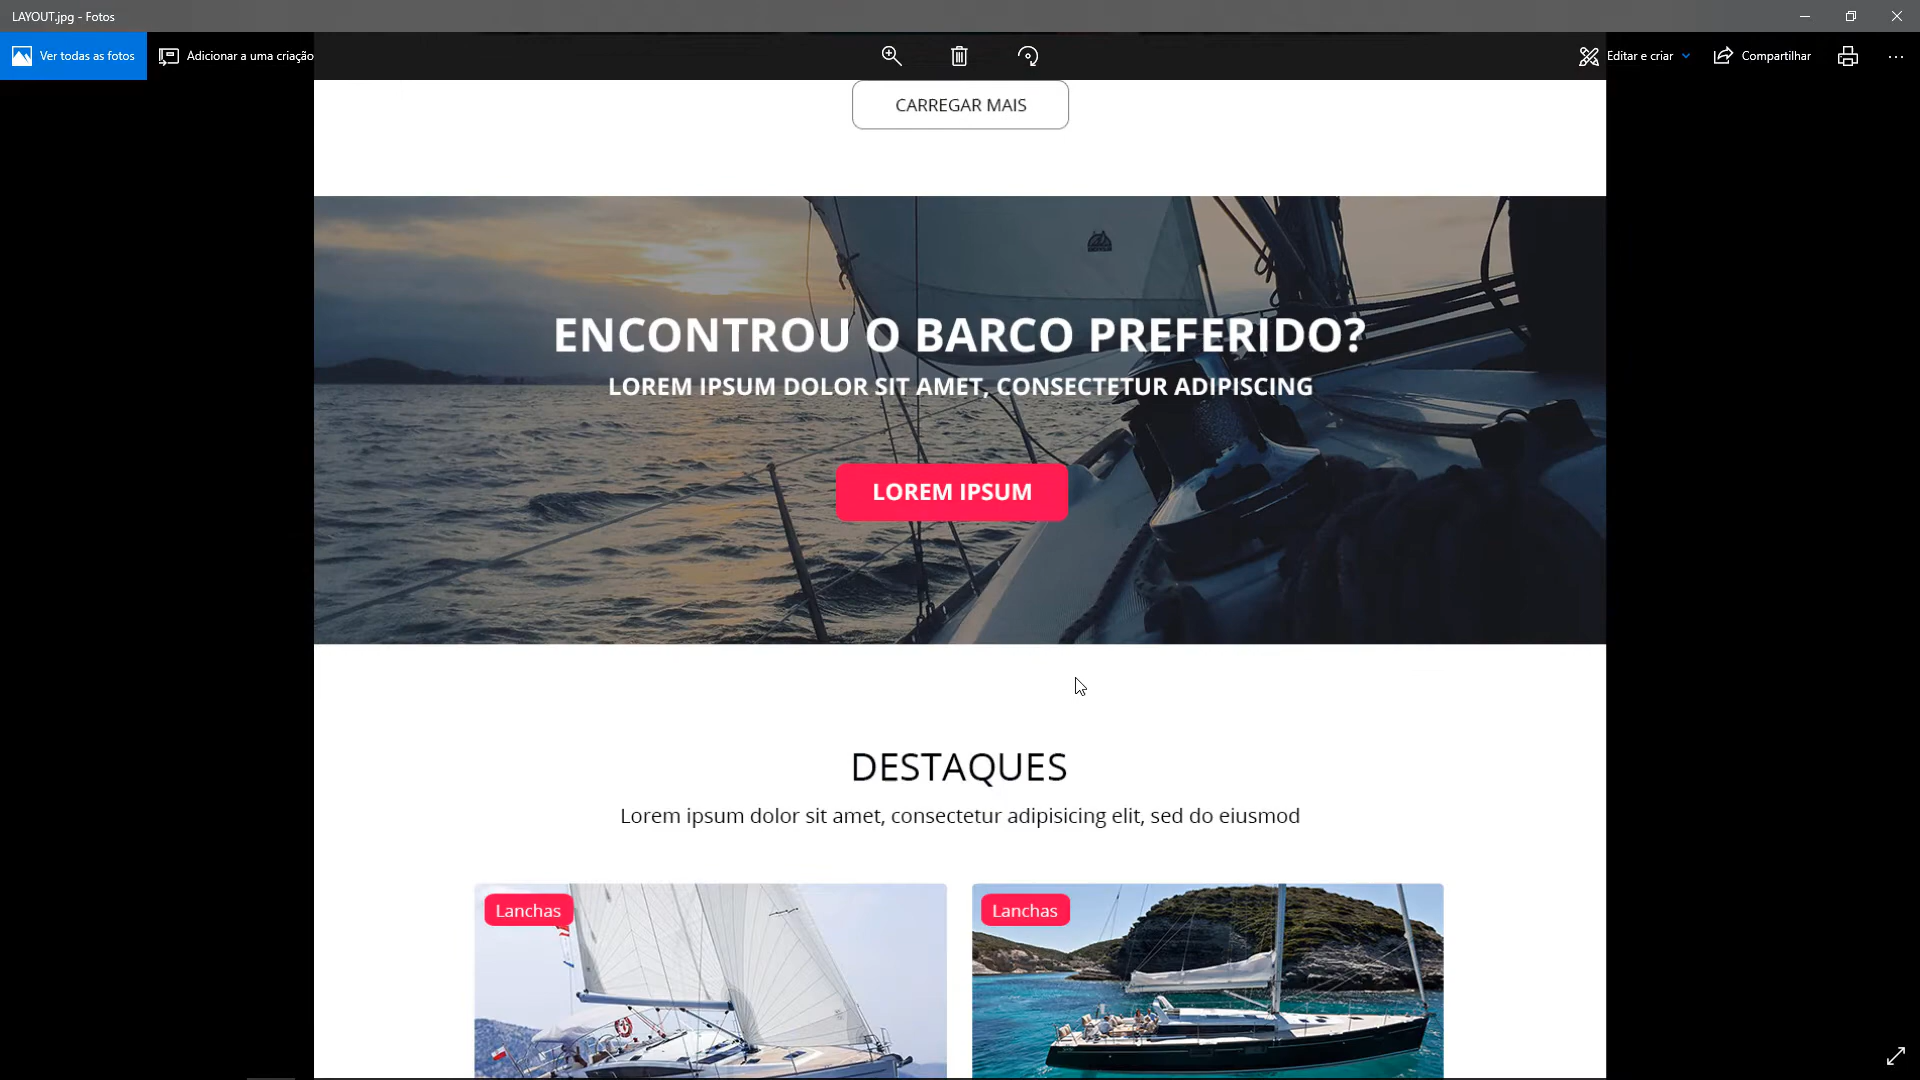 LAYOUT.jpg - Fotos
Ver todas as fotos
Adicionar a uma criação
Editar e criar
Compartilhar
CARREGAR MAIS
ENCONTROU O BARCO PREFERIDO?
LOREM IPSUM DOLOR SIT AMET, CONSECTETUR ADIPISCING
LOREM IPSUM
DESTAQUES
Lorem ipsum dolor sit amet, consectetur adipisicing elit, sed do eiusmod
Lanchas
Lanchas